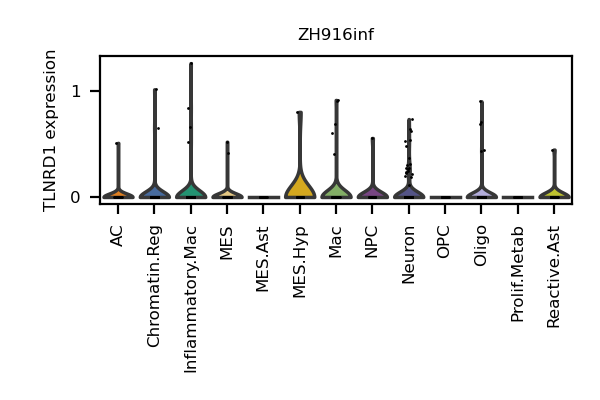 ZH916inf
TLNRD1 expression
1
0
AC
Chromatin.Reg
Inflammatory.Mac
MES
MES.Ast
MES.Hyp
Mac
NPC
Neuron
OPC
Oligo
Prolif.Metab
Reactive.Ast